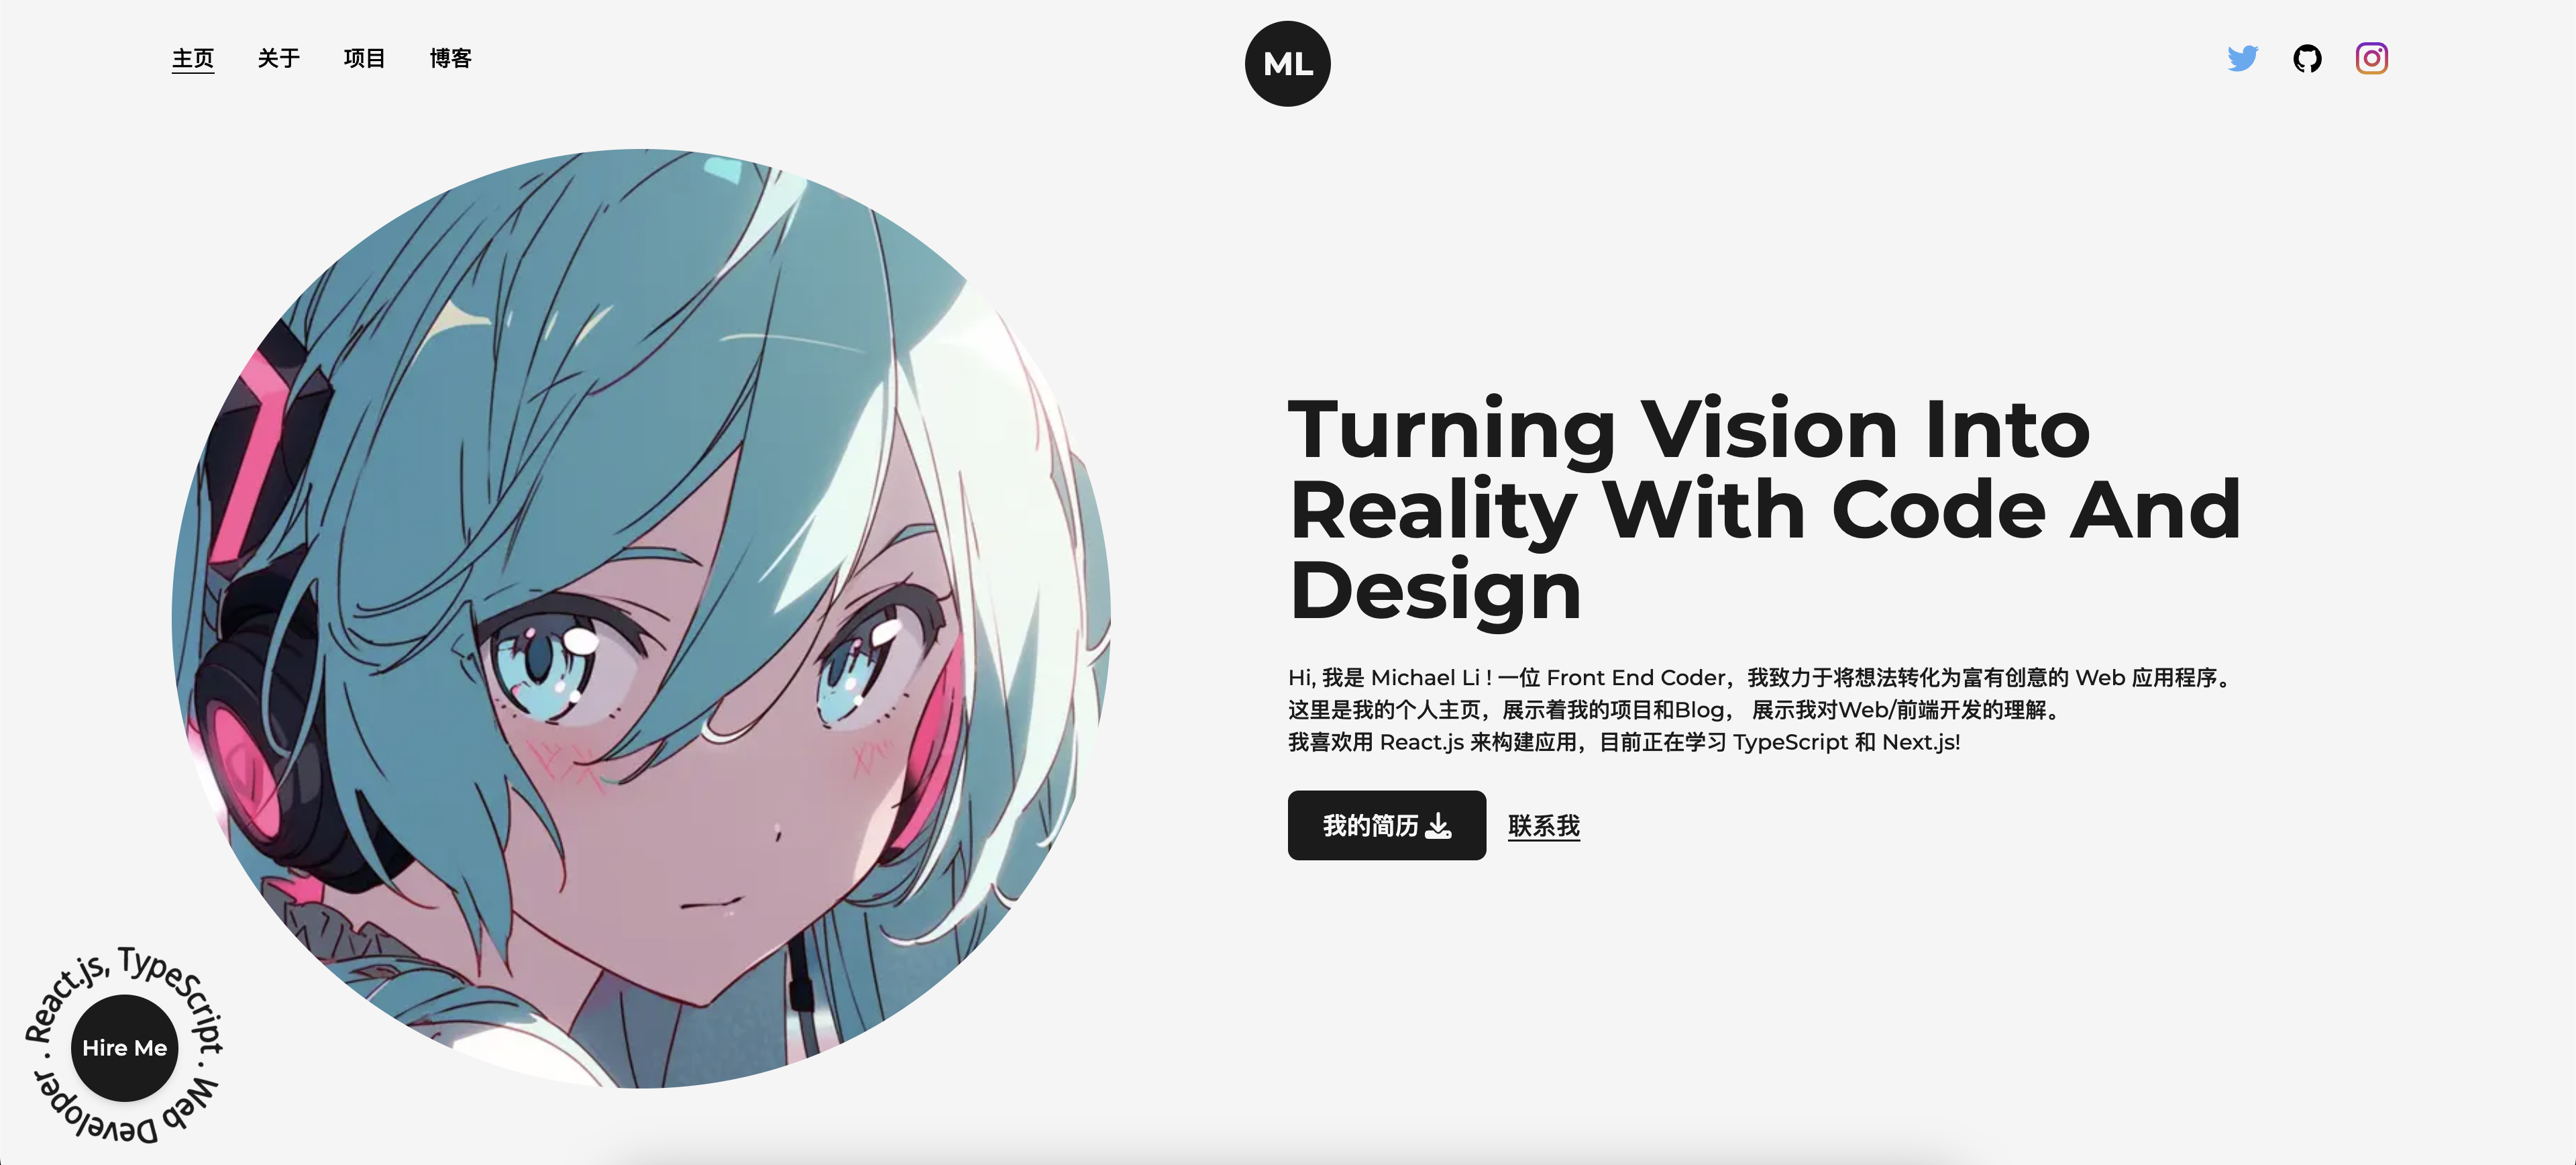 主页 关于 项目 博客
ML
Turning Vision Into
Reality With Code And
Design
Hi, 我是 Michael Li ! 一位 Front End Coder，我致力于将想法转化为富有创意的 Web 应用程序。
这里是我的个人主页，展示着我的项目和Blog， 展示我对Web/前端开发的理解。
我喜欢用 React.js 来构建应用，目前正在学习 TypeScript 和 Next.js!
我的简历 联系我
React.js, TypeScript . Web Developer .
Hire Me